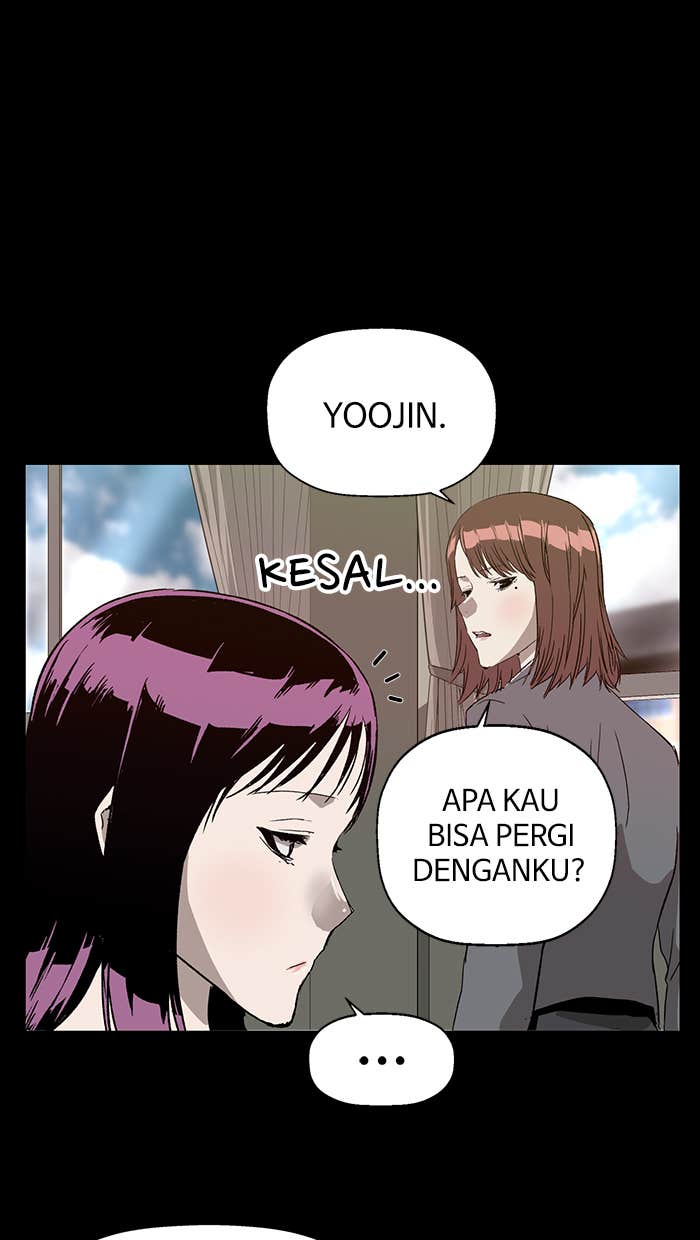 YOOJIN.
KESAL...
APA KAU
BISA PERGI
DENGANKU?
...